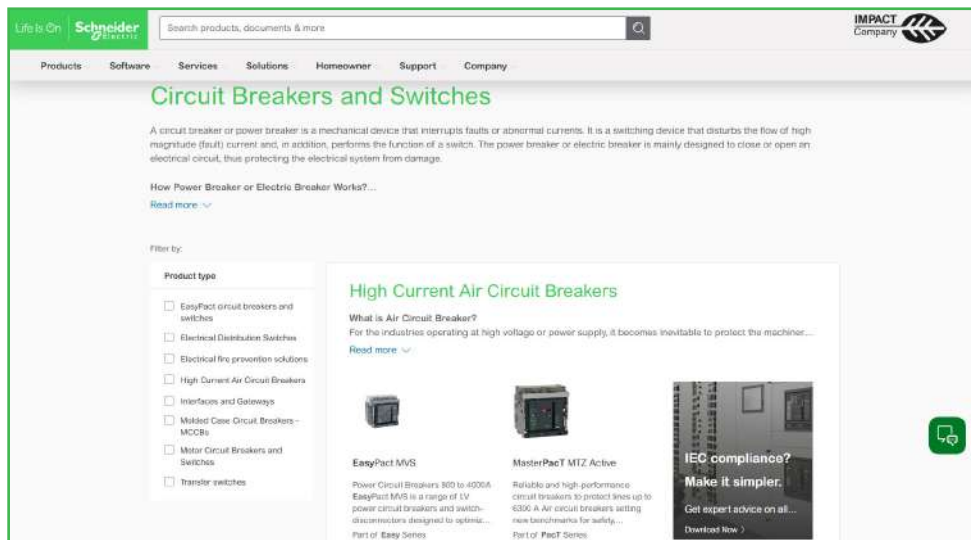 Life Is On | Schneider Electric
Search products, documents & more
IMPACT
Company
Products Software Services Solutions Homeowner Support Company
Circuit Breakers and Switches
A circuit breaker or power breaker is a mechanical device that interrupts faults or abnormal currents. It is a switching device that disturbs the flow of high
magnitude (fault) current and, in addition, performs the function of a switch. The power breaker or electric breaker is mainly designed to close or open an
electrical circuit, thus protecting the electrical system from damage.
How Power Breaker or Electric Breaker Works?...
Read more
Filter by:
Product type
EasyPact circuit breakers and
switches
Electrical Distribution Switches
Electrical fire prevention solutions
High Current Air Circuit Breakers
Interfaces and Gateways
Molded Case Circuit Breakers -
MCCBs
Motor Circuit Breakers and
Switches
Transfer switches
High Current Air Circuit Breakers
What is Air Circuit Breaker?
For the industries operating at high voltage or power supply, it becomes inevitable to protect the machiner...
Read more
EasyPact MVS
Power Circuit Breakers 800 to 4000A
EasyPact MVS is a range of LV
power circuit breakers and switch-
disconnectors designed to optimiz...
Part of Easy Series
MasterPacT MTZ Active
Reliable and high-performance
circuit breakers to protect lines up to
6300 A Air circuit breakers setting
new benchmarks for safety,...
Part of PacT Series
IEC compliance?
Make it simpler.
Get expert advice on all...
Download Now >